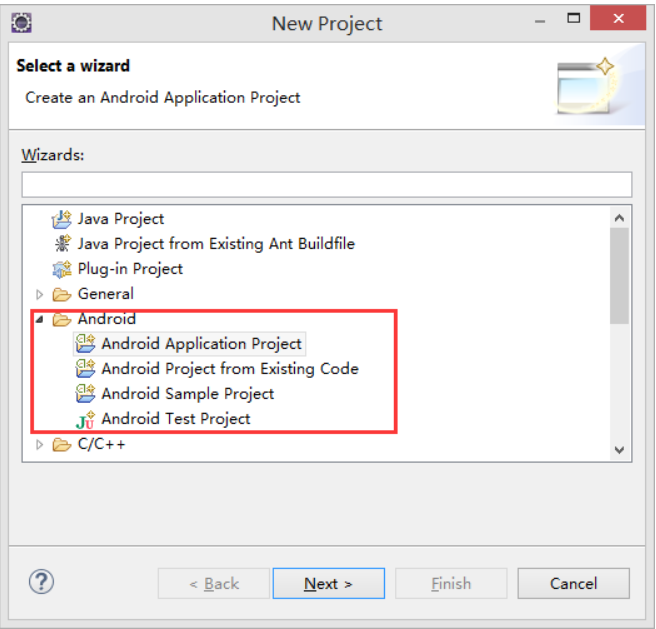 New Project
Select a wizard
Create an Android Application Project
Wizards:
Java Project
Java Project from Existing Ant Buildfile
Plug-in Project
General
Android
Android Application Project
Android Project from Existing Code
Android Sample Project
Android Test Project
C/C++
< Back Next > Finish Cancel